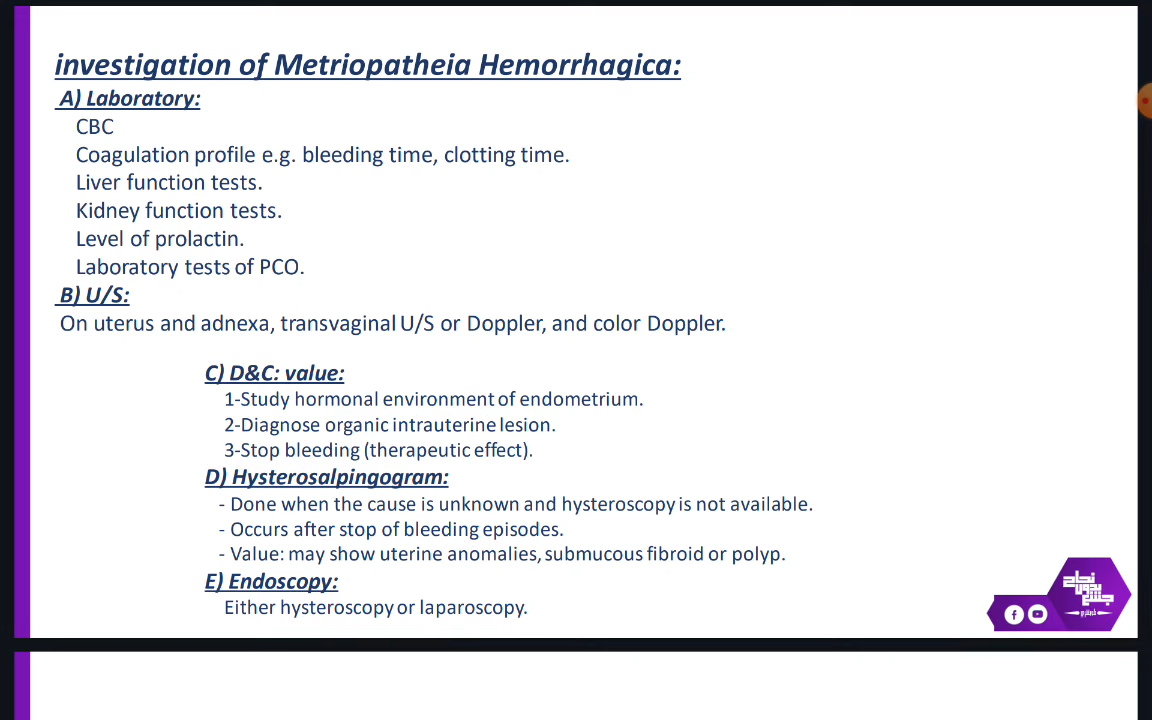 investigation of Metriopatheia Hemorrhagica:
A) Laboratory:
CBC
Coagulation profile e.g. bleeding time, clotting time.
Liver function tests.
Kidney function tests.
Level of prolactin.
Laboratory tests of PCO.
B) U/S:
On uterus and adnexa, transvaginal U/S or Doppler, and color Doppler.
C) D&C: value:
1-Study hormonal environment of endometrium.
2-Diagnose organic intrauterine lesion.
3-Stop bleeding (therapeutic effect).
D) Hysterosalpingogram:
- Done when the cause is unknown and hysteroscopy is not available.
- Occurs after stop of bleeding episodes.
- Value: may show uterine anomalies, submucous fibroid or polyp.
E) Endoscopy:
Either hysteroscopy or laparoscopy.